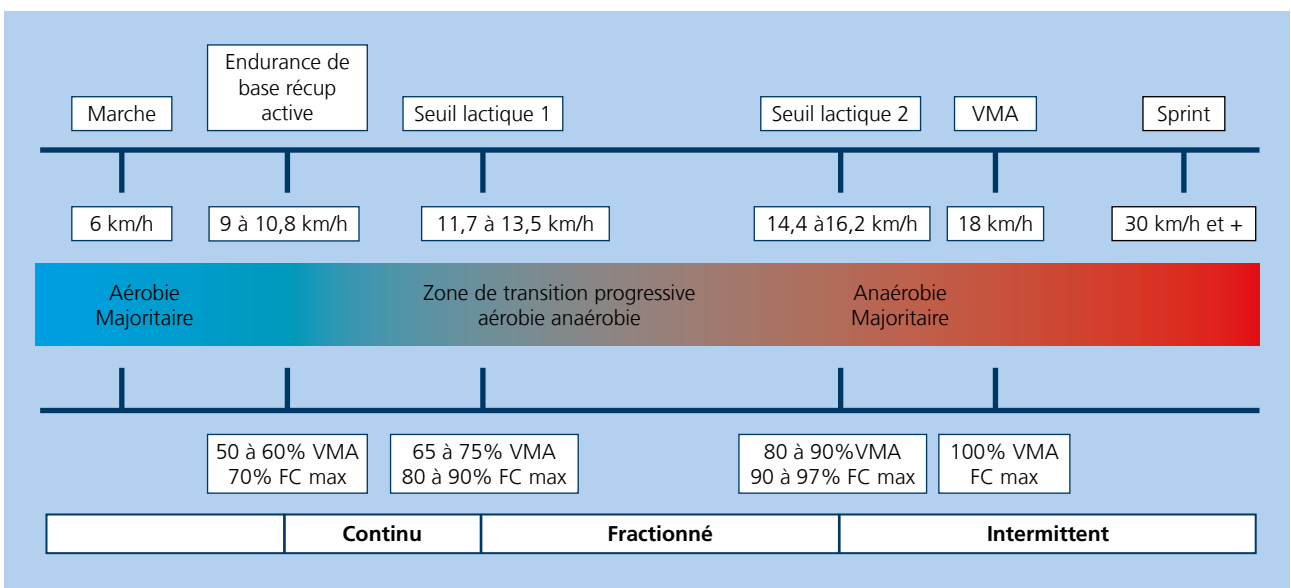 Marche
Endurance de
base récup
active
Seuil lactique 1
Seuil lactique 2
VMA
Sprint
6 km/h
9 à 10,8 km/h
11,7 à 13,5 km/h
14,4 à16,2 km/h
18 km/h
30 km/h et +
Aérobie
Majoritaire
Zone de transition progressive
aérobie anaérobie
Anaérobie
Majoritaire
50 à 60% VMA
70% FC max
65 à 75% VMA
80 à 90% FC max
80 à 90%VMA
90 à 97% FC max
100% VMA
FC max
Continu
Fractionné
Intermittent